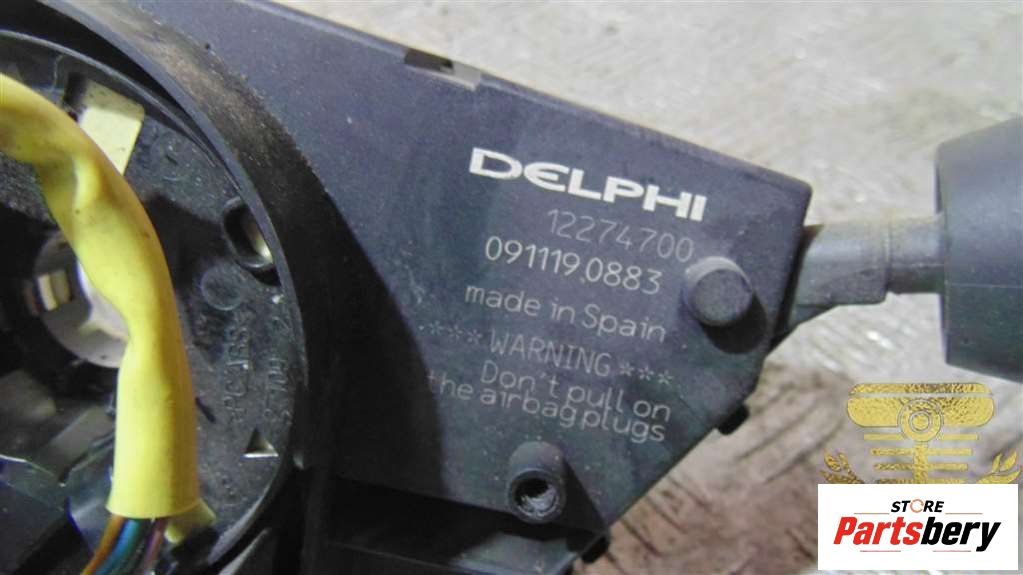 DELPHI
12274700
091119.0883
made in Spain
*** WARNING ***
Don't pull on
the airbag plugs
STORE
Partsbery